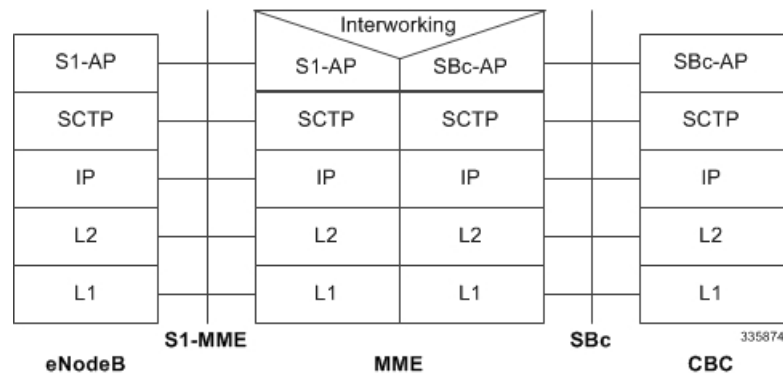 Interworking
S1-AP S1-AP SBc-AP SBc-AP
SCTP SCTP SCTP SCTP
IP IP IP IP
L2 L2 L2 L2
L1 L1 L1 L1
S1-MME SBc 335874
eNodeB MME CBC